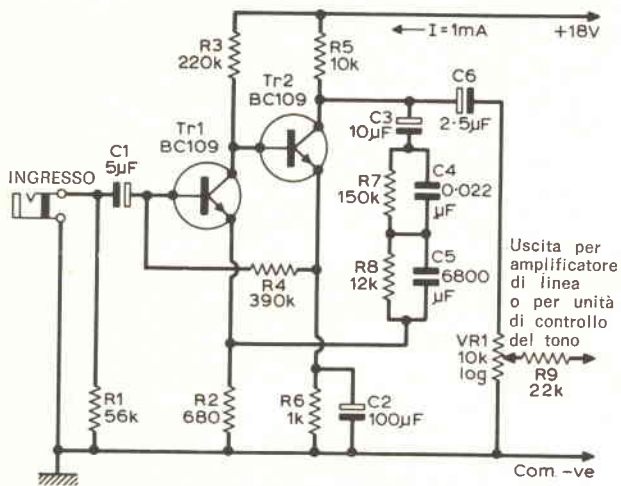 I=1mA
+18V
R3
220k
R5
10k
Tr2
BC109
C6
2·5μF
C3
10μF
Tr1
BC109
C1
5μF
INGRESSO
R7
150k
C4
0·022
μF
R4
390k
R8
12k
C5
6800
μF
Uscita per
amplificatore
di linea
o per unità
di controllo
del tono
VR1
10k
log
R9
22k
R1
56k
R2
680
R6
1k
C2
100μF
Com. -ve